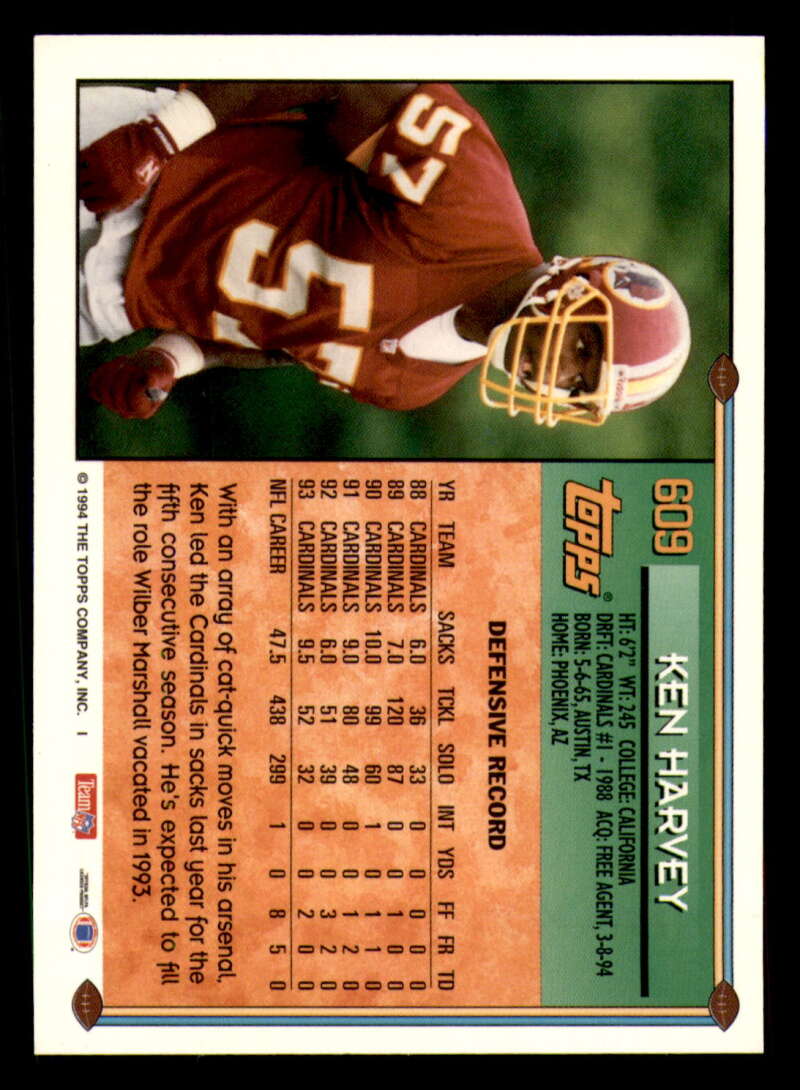 609
KEN HARVEY
Topps®
HT: 6'2" WT: 245 COLLEGE: CALIFORNIA
DRFT: CARDINALS #1 - 1988 ACQ: FREE AGENT, 3-8-94
BORN: 5-6-65, AUSTIN, TX
HOME: PHOENIX, AZ
DEFENSIVE RECORD
YR TEAM SACKS TCKL SOLO INT YDS FF FR TD
88 CARDINALS 6.0 36 33 0 0 0 0 0
89 CARDINALS 7.0 120 87 0 0 1 0 0
90 CARDINALS 10.0 99 60 1 0 1 1 0
91 CARDINALS 9.0 80 48 0 0 1 2 0
92 CARDINALS 6.0 51 39 0 0 3 2 0
93 CARDINALS 9.5 52 32 0 0 2 0 0
NFL CAREER 47.5 438 299 1 0 8 5 0
With an array of cat-quick moves in his arsenal,
Ken led the Cardinals in sacks last year for the
fifth consecutive season. He's expected to fill
the role Wilber Marshall vacated in 1993.
© 1994 THE TOPPS COMPANY, INC. I
Team NFL
57
57